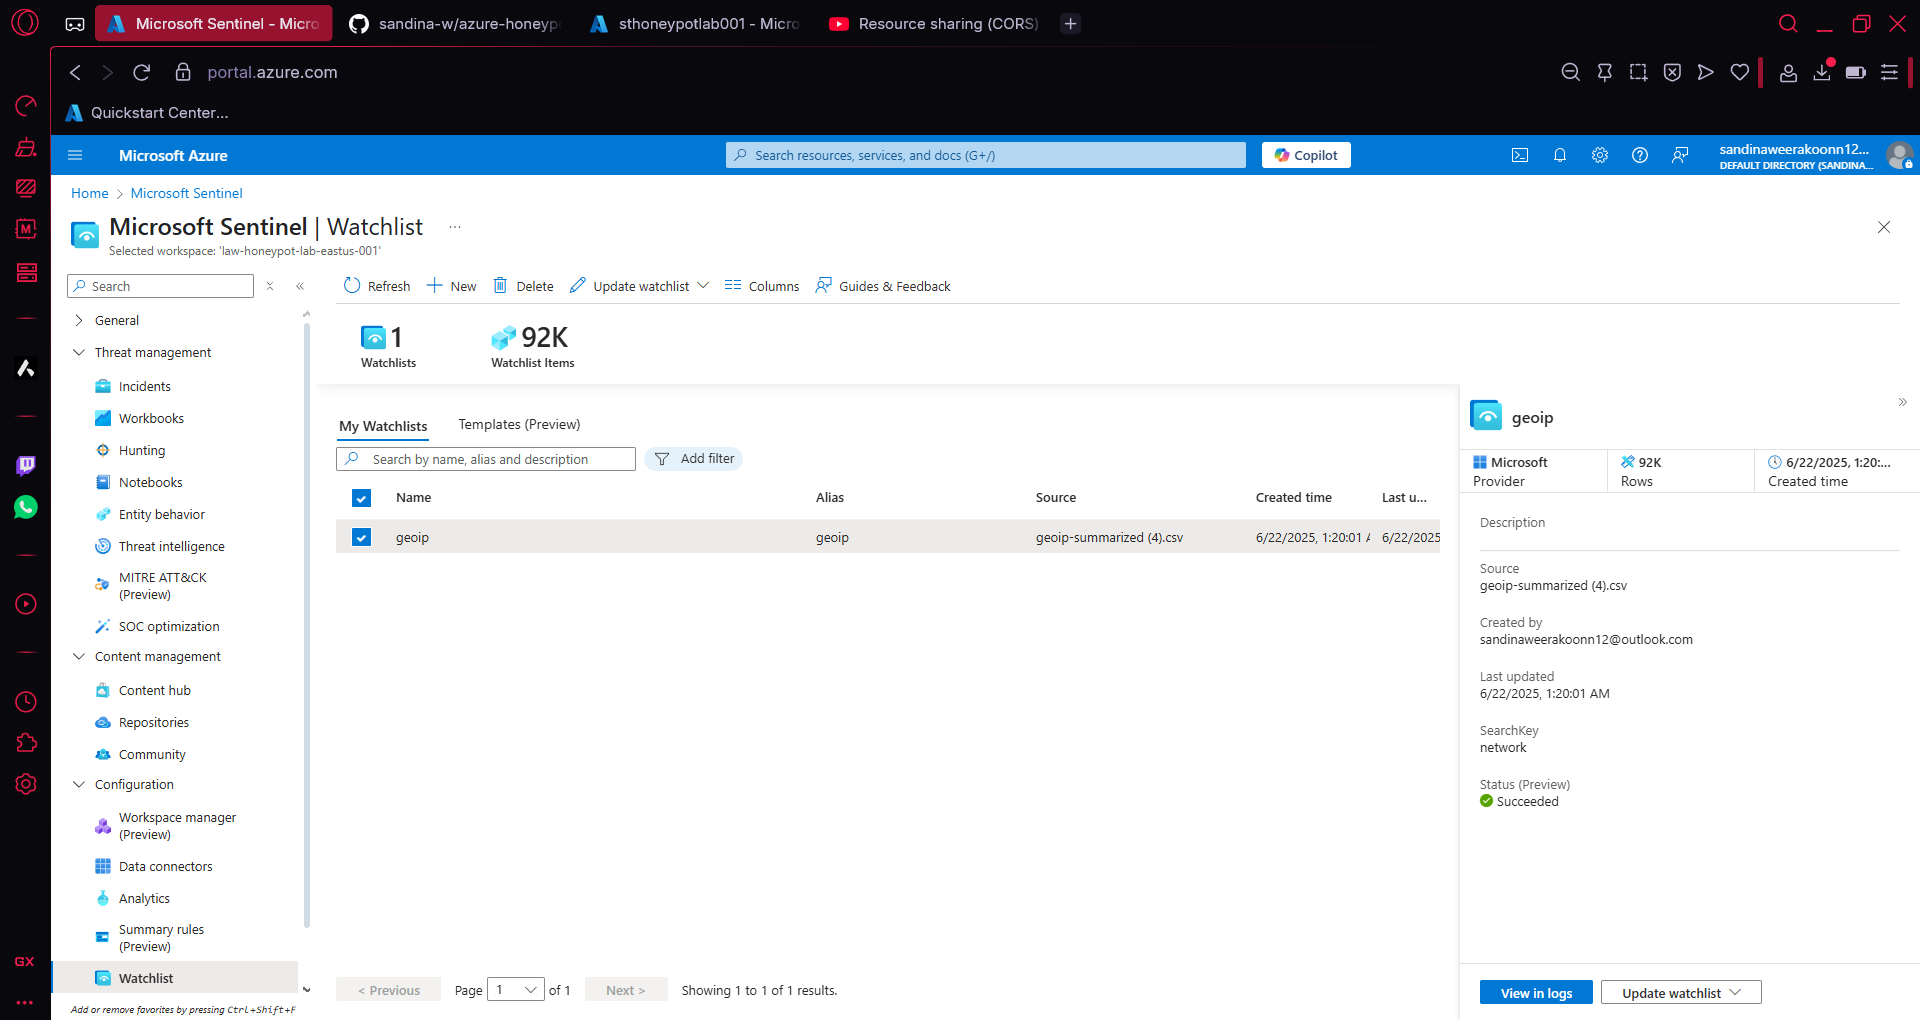 Microsoft Sentinel - Micro
sandina-w/azure-honeyp
sthoneypotlab001 - Micro
Resource sharing (CORS)
portal.azure.com
Quickstart Center...
Microsoft Azure
Search resources, services, and docs (G+/)
Copilot
sandinaweerakoonn12...
DEFAULT DIRECTORY (SANDINA...
Home > Microsoft Sentinel
Microsoft Sentinel | Watchlist ...
Selected workspace: 'law-honeypot-lab-eastus-001'
Search
General
Threat management
Incidents
Workbooks
Hunting
Notebooks
Entity behavior
Threat intelligence
MITRE ATT&CK
(Preview)
SOC optimization
Content management
Content hub
Repositories
Community
Configuration
Workspace manager
(Preview)
Data connectors
Analytics
Summary rules
(Preview)
Watchlist
Add or remove favorites by pressing Ctrl+Shift+F
GX
M
Refresh
New
Delete
Update watchlist
Columns
Guides & Feedback
1
Watchlists
92K
Watchlist Items
My Watchlists
Templates (Preview)
Search by name, alias and description
Add filter
Name Alias Source Created time Last u...
geoip geoip geoip-summarized (4).csv 6/22/2025, 1:20:01 6/22/2025
< Previous Page 1 of 1 Next > Showing 1 to 1 of 1 results.
geoip
Microsoft
Provider
92K
Rows
6/22/2025, 1:20:...
Created time
Description
Source
geoip-summarized (4).csv
Created by
sandinaweerakoonn12@outlook.com
Last updated
6/22/2025, 1:20:01 AM
SearchKey
network
Status (Preview)
Succeeded
View in logs
Update watchlist